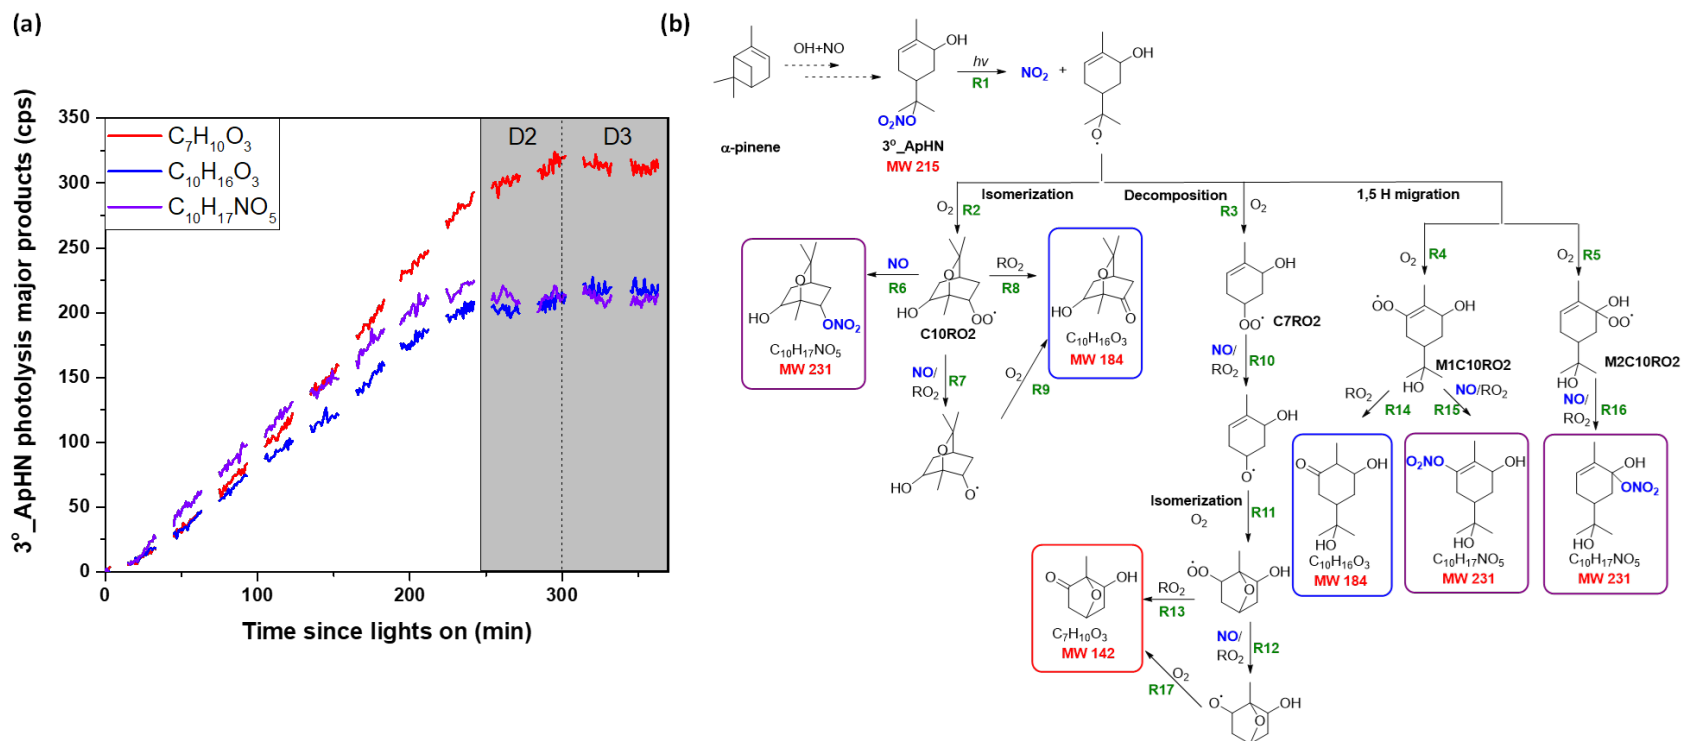 (a)
3°_ApHN photolysis major products (cps)
350
300
250
200
150
100
50
0
C7H10O3
C10H16O3
C10H17NO5
D2
D3
0
100
200
300
Time since lights on (min)
(b)
α-pinene
OH+NO
OH
O2NO
3°_ApHN
MW 215
hv
R1
NO2 +
OH
O·
Isomerization
Decomposition
1,5 H migration
O2 R2
R3 O2
R4
O2
O2 R5
O
HO
ONO2
C10H17NO5
MW 231
NO
R6
O
HO
OO·
C10RO2
RO2
R8
O
HO
O
C10H16O3
MW 184
NO/
RO2
R7
O2
R9
O
HO
O·
OH
OO·
C7RO2
NO/
RO2
R10
OH
O·
Isomerization
O2
R11
·OO
OH
O
RO2
R13
O
OH
O
C7H10O3
MW 142
NO/
RO2
R12
O2
R17
O·
OH
O
·OO
OH
HO
M1C10RO2
RO2
R14
NO/RO2
R15
OH
OO·
HO
M2C10RO2
NO/
RO2
R16
O
OH
HO
C10H16O3
MW 184
O2NO
OH
HO
C10H17NO5
MW 231
OH
ONO2
HO
C10H17NO5
MW 231